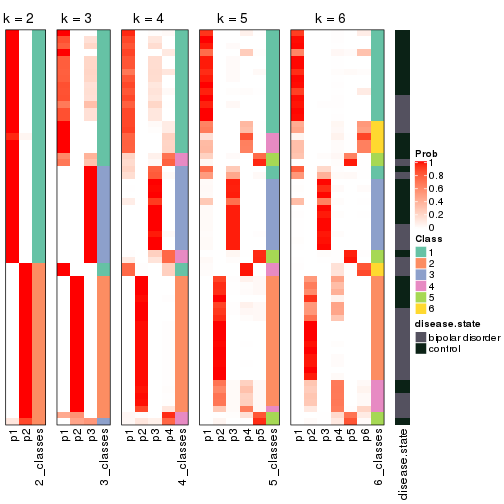 k = 2
k = 3
k = 4
k = 5
k = 6
Prob
1
0.8
0.6
0.4
0.2
0
Class
1
2
3
4
5
6
disease.state
bipolar disorder
control
p1
p2
2_classes
p1
p2
p3
3_classes
p1
p2
p3
p4
4_classes
p1
p2
p3
p4
p5
5_classes
p1
p2
p3
p4
p5
p6
6_classes
disease.state